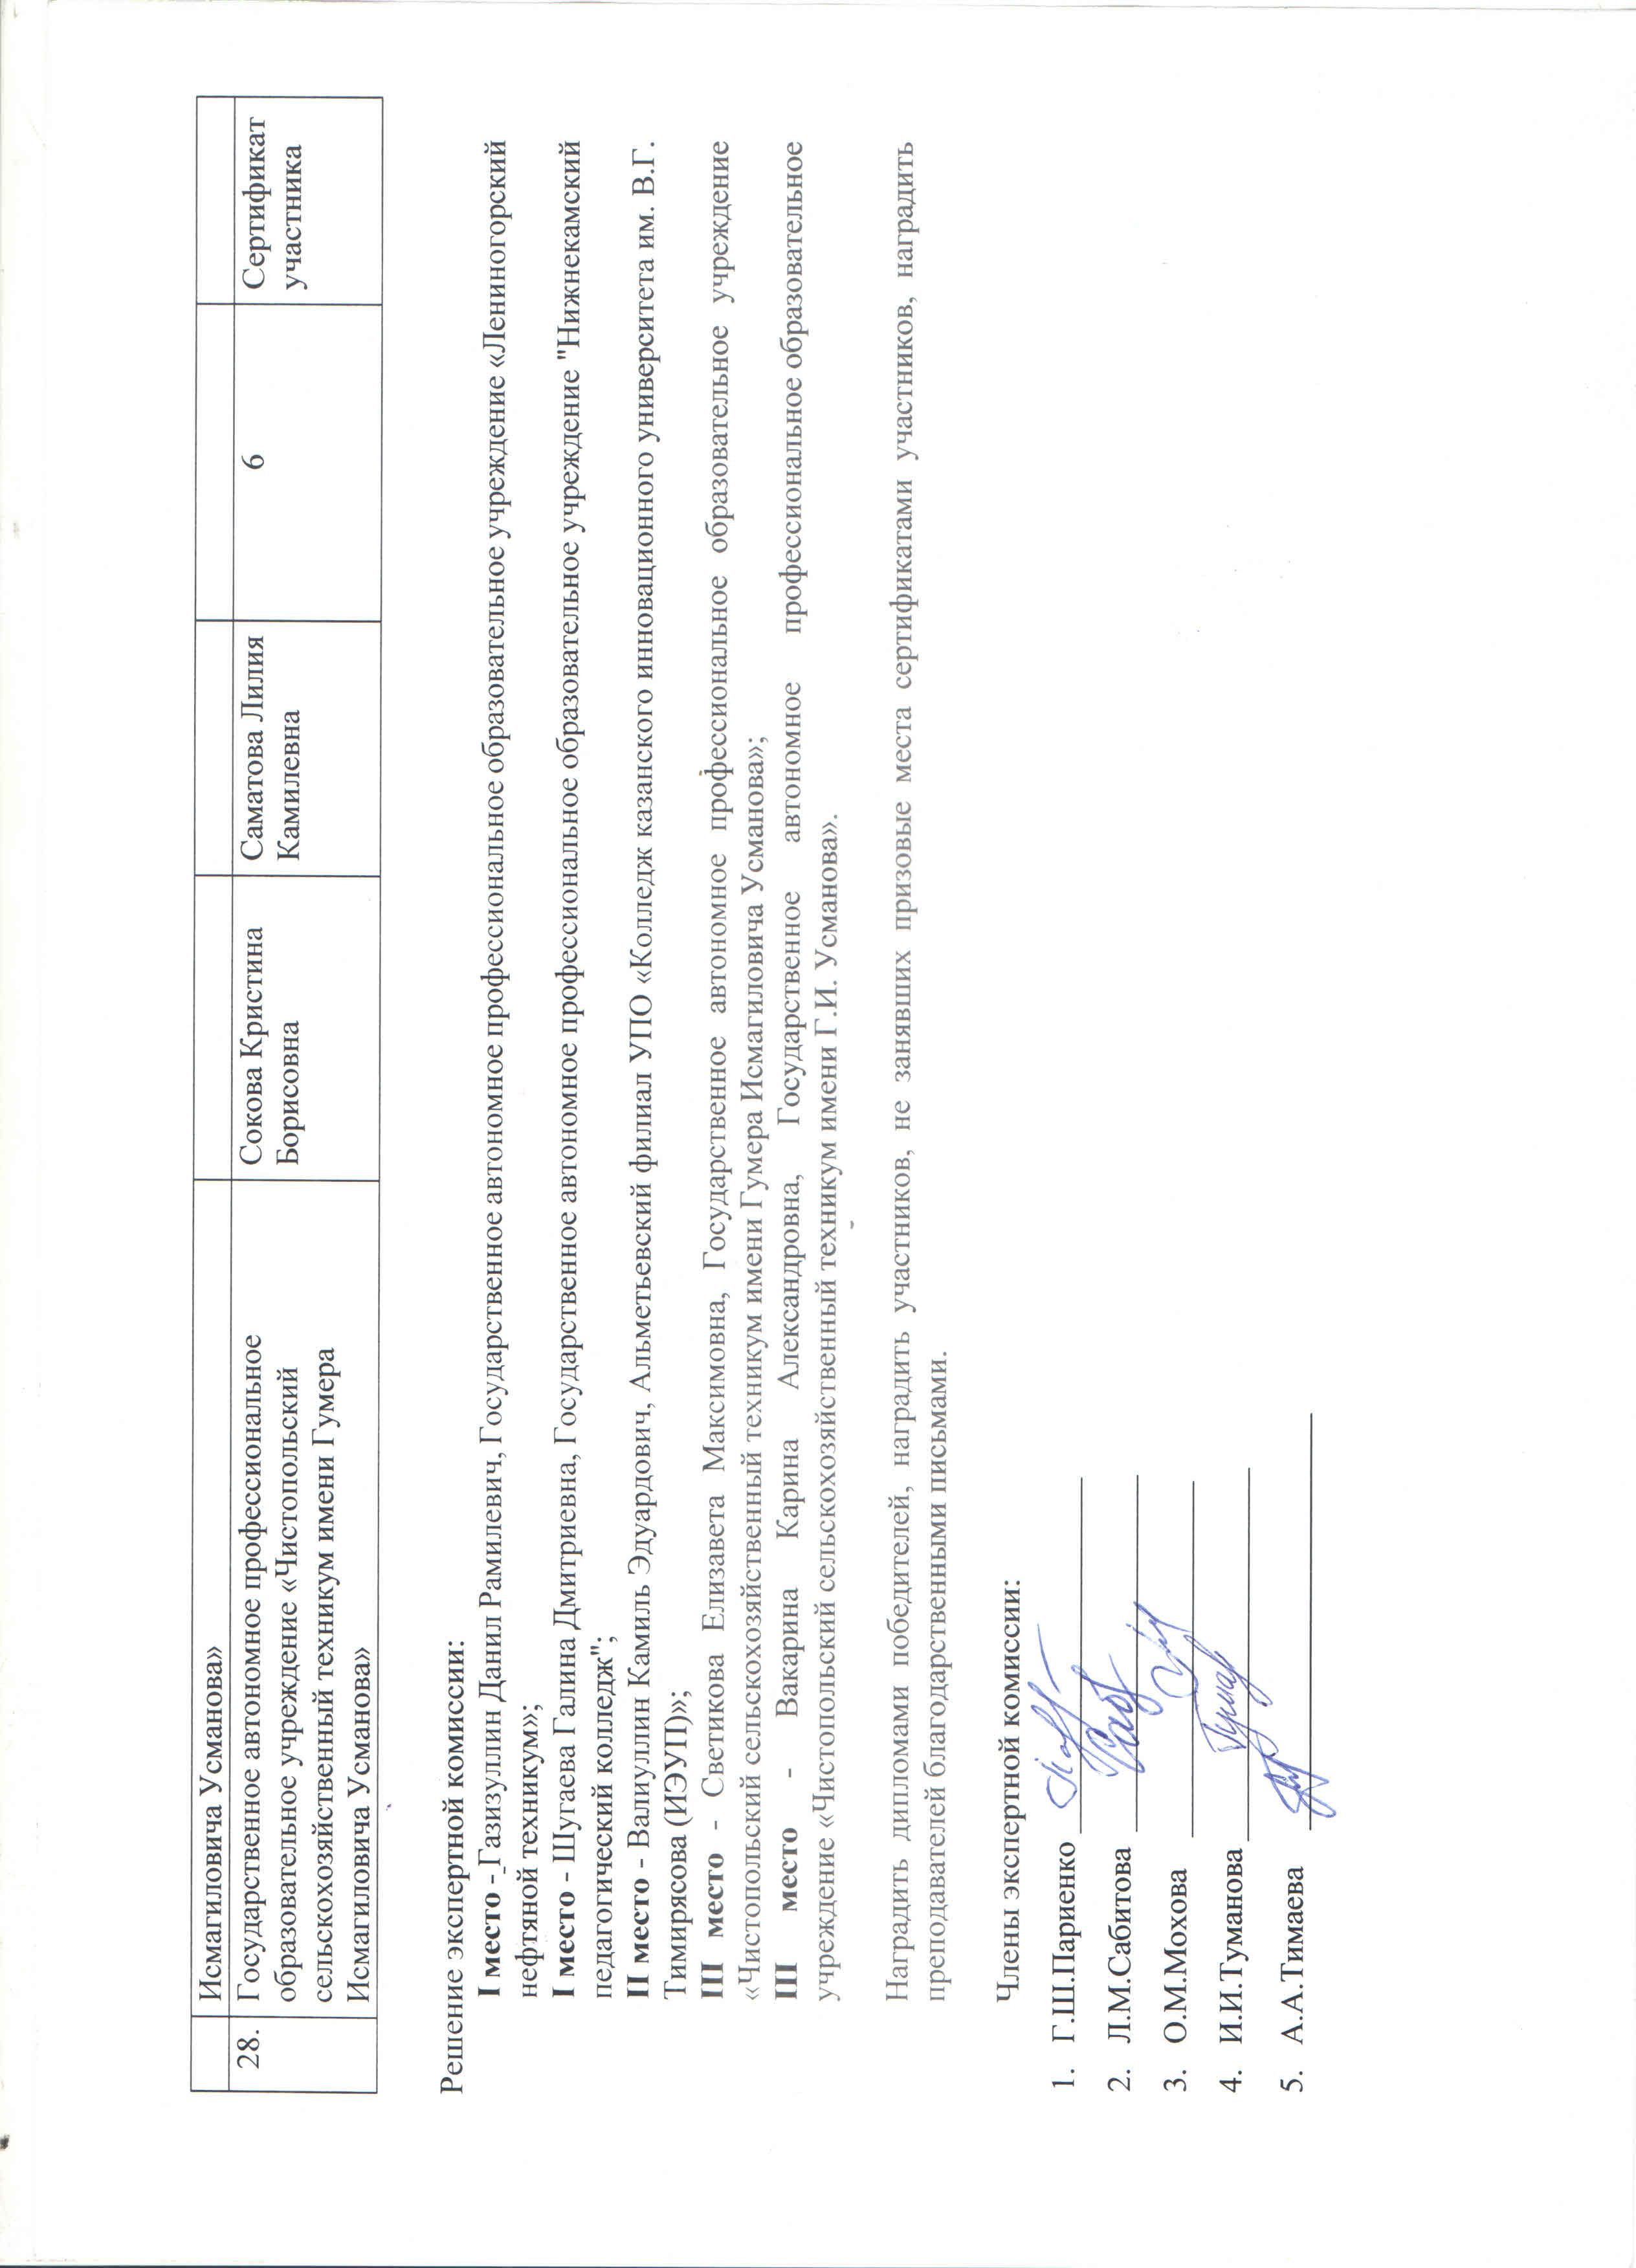 Исмагиловича Усманова»
28. Государственное автономное профессиональное Сокова Кристина Саматова Лилия 6 Сертификат
образовательное учреждение «Чистопольский Борисовна Камилевна участника
сельскохозяйственный техникум имени Гумера
Исмагиловича Усманова»
Решение экспертной комиссии:
I место - Газизуллин Данил Рамилевич, Государственное автономное профессиональное образовательное учреждение «Лениногорский
нефтяной техникум»;
I место - Шугаева Галина Дмитриевна, Государственное автономное профессиональное образовательное учреждение "Нижнекамский
педагогический колледж";
II место - Валиуллин Камиль Эдуардович, Альметьевский филиал УПО «Колледж казанского инновационного университета им. В.Г.
Тимирясова (ИЭУП)»;
III место - Светикова Елизавета Максимовна, Государственное автономное профессиональное образовательное учреждение
«Чистопольский сельскохозяйственный техникум имени Гумера Исмагиловича Усманова»;
III место - Вакарина Карина Александровна, Государственное автономное профессиональное образовательное
учреждение «Чистопольский сельскохозяйственный техникум имени Г.И. Усманова».
Наградить дипломами победителей, наградить участников, не занявших призовые места сертификатами участников, наградить
преподавателей благодарственными письмами.
Члены экспертной комиссии:
1. Г.Ш.Париенко
2. Л.М.Сабитова
3. О.М.Мохова
4. И.И.Туманова
5. А.А.Тимаева